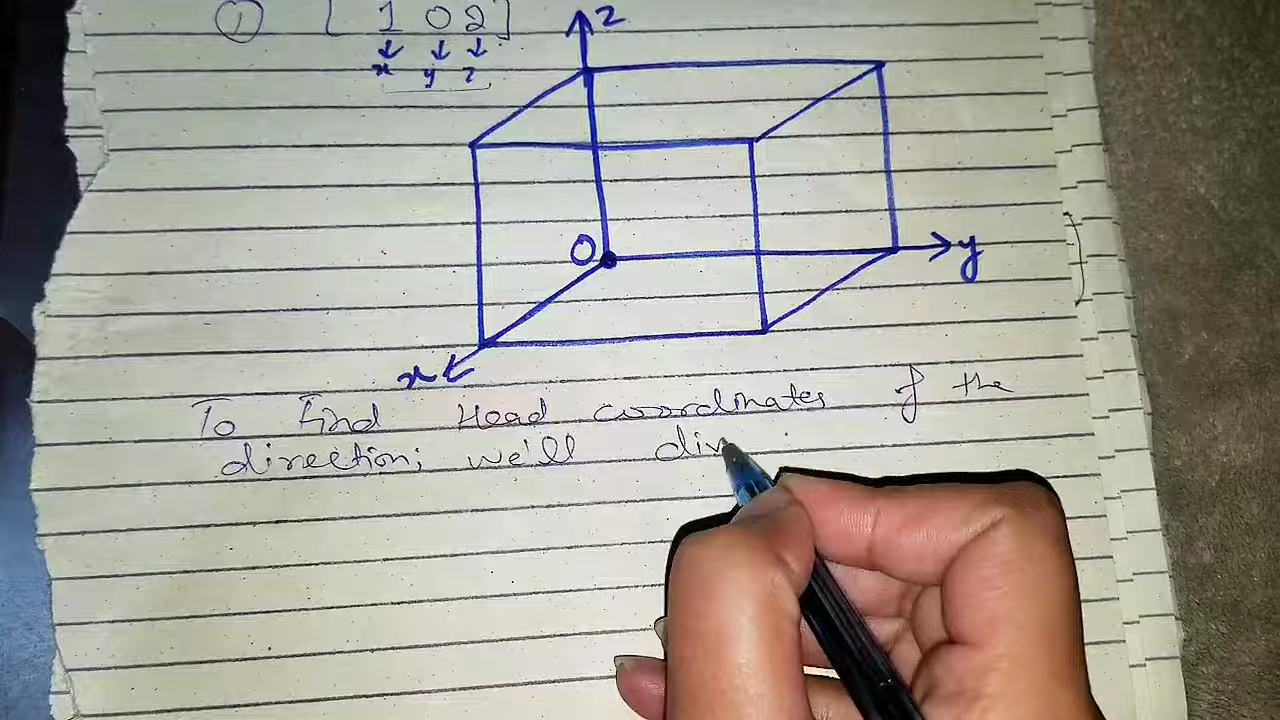 ① [ 1 0 2 ]
x y z
z
O
y
x
To Find Head coordinates of the
direction; we'll div